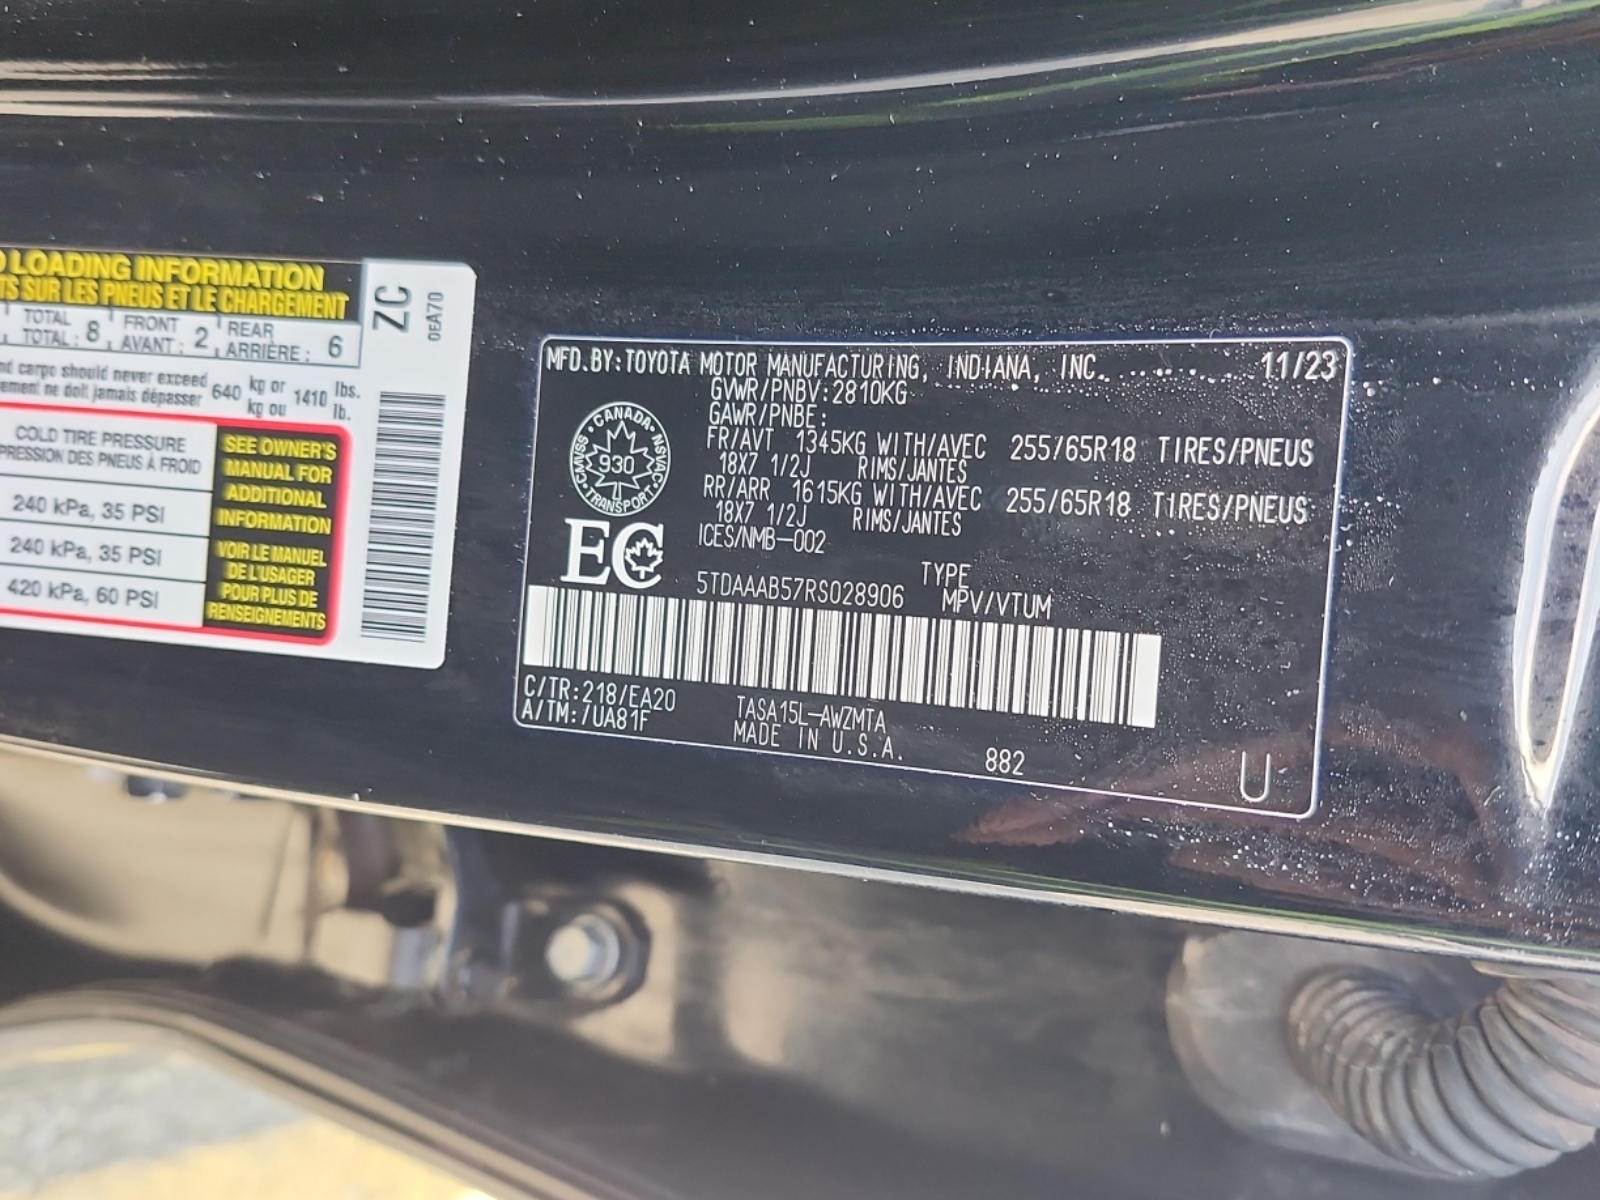 LOADING INFORMATION
SUR LES PNEUS ET LE CHARGEMENT
TOTAL FRONT REAR
TOTAL : 8 AVANT : 2 ARRIÈRE : 6
cargo should never exceed 640 kg or 1410 lbs.
ne doit jamais dépasser kg ou lb.
COLD TIRE PRESSURE
PRESSION DES PNEUS À FROID
240 kPa, 35 PSI
240 kPa, 35 PSI
420 kPa, 60 PSI
SEE OWNER'S
MANUAL FOR
ADDITIONAL
INFORMATION
VOIR LE MANUEL
DE L'USAGER
POUR PLUS DE
RENSEIGNEMENTS
ZC
0EA70
MFD.BY:TOYOTA MOTOR MANUFACTURING, INDIANA, INC. 11/23
GVWR/PNBV:2810KG
GAWR/PNBE:
FR/AVT 1345KG WITH/AVEC 255/65R18 TIRES/PNEUS
18X7 1/2J RIMS/JANTES
RR/ARR 1615KG WITH/AVEC 255/65R18 TIRES/PNEUS
18X7 1/2J RIMS/JANTES
ICES/NMB-002
CANADA
CMVSS 930 NSVAC
TRANSPORT
EC
5TDAAAB57RS028906
TYPE
MPV/VTUM
C/TR:218/EA20
A/TM:/UA81F
TASA15L-AWZMTA
MADE IN U.S.A.
882
U